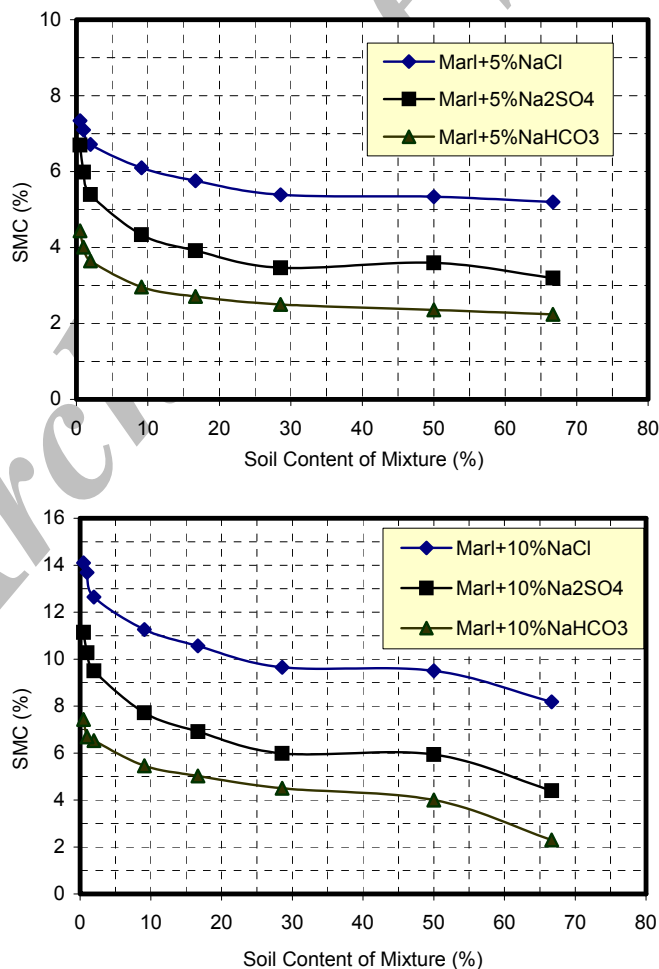 10
8
6
4
2
0
SMC (%)
Marl+5%NaCl
Marl+5%Na2SO4
Marl+5%NaHCO3
0 10 20 30 40 50 60 70 80
Soil Content of Mixture (%)
16
14
12
10
8
6
4
2
0
SMC (%)
Marl+10%NaCl
Marl+10%Na2SO4
Marl+10%NaHCO3
0 10 20 30 40 50 60 70 80
Soil Content of Mixture (%)